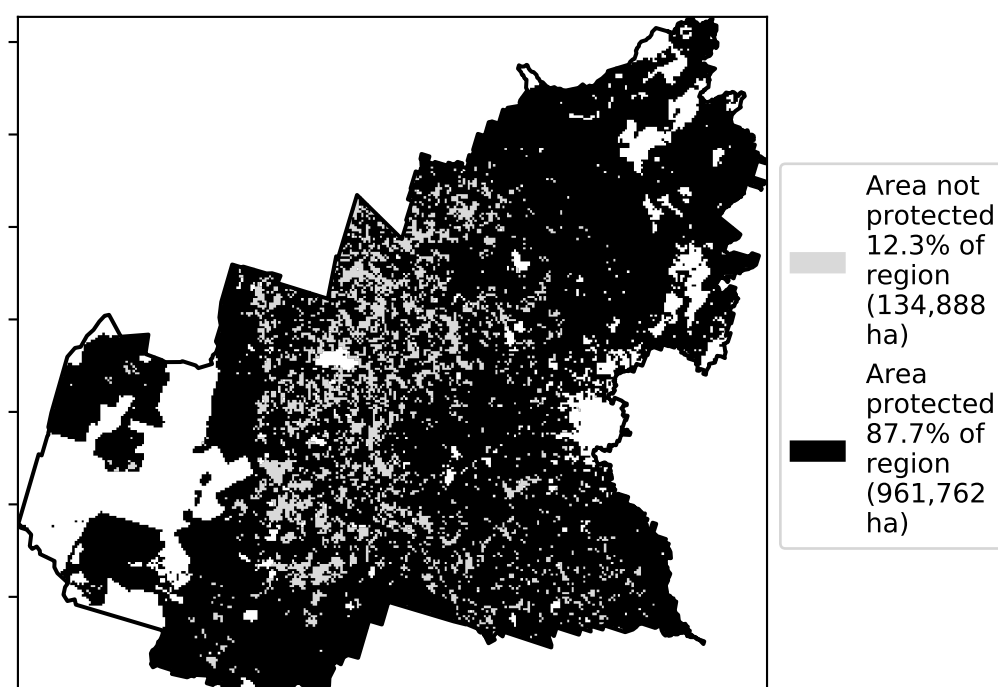 Area not
protected
12.3% of
region
(134,888
ha)
Area
protected
87.7% of
region
(961,762
ha)